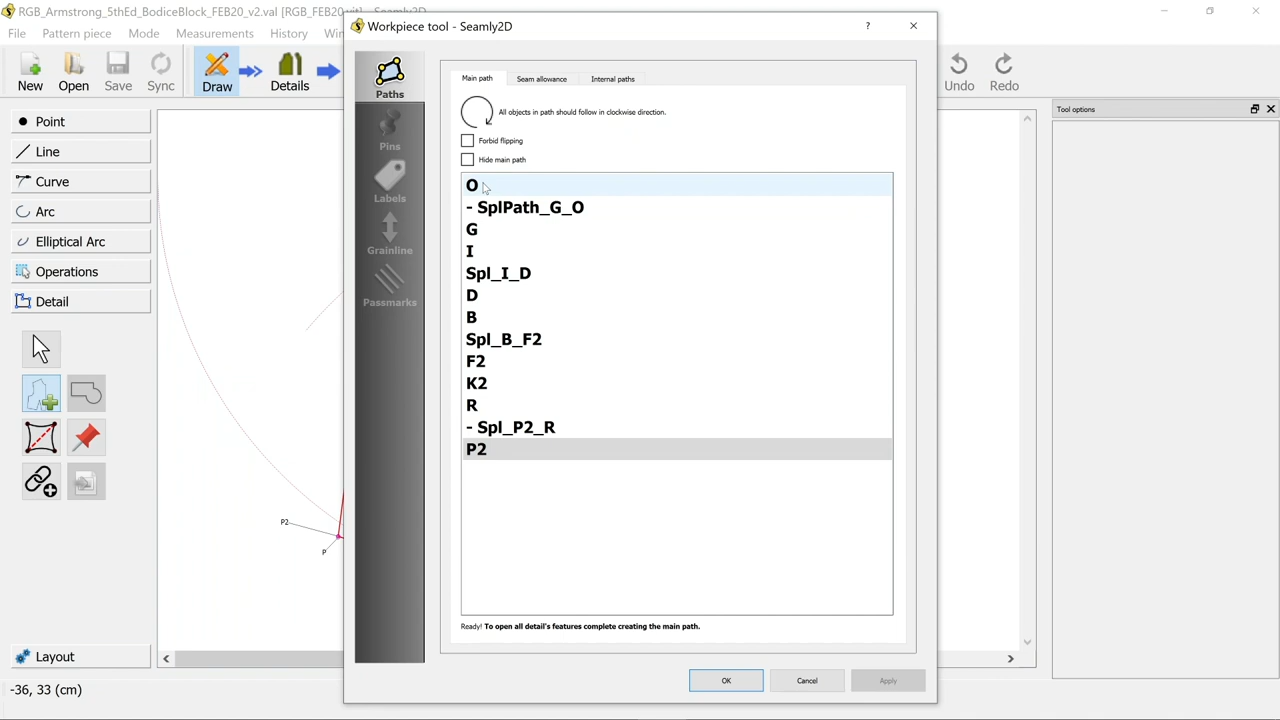 RGB_Armstrong_5thEd_BodiceBlock_FEB20_v2.val [RGB_FEB20.vit] - Seamly2D
Workpiece tool - Seamly2D
?
File Pattern piece Mode Measurements History
New Open Save Sync Draw Details
Undo Redo
Paths
Pins
Labels
Grainline
Passmarks
Main path Seam allowance Internal paths
All objects in path should follow in clockwise direction.
Forbid flipping
Hide main path
O
- SplPath_G_O
G
I
Spl_I_D
D
B
Spl_B_F2
F2
K2
R
- Spl_P2_R
P2
Ready! To open all detail's features complete creating the main path.
OK Cancel Apply
Tool options
Point
Line
Curve
Arc
Elliptical Arc
Operations
Detail
P2
P
Layout
-36, 33 (cm)